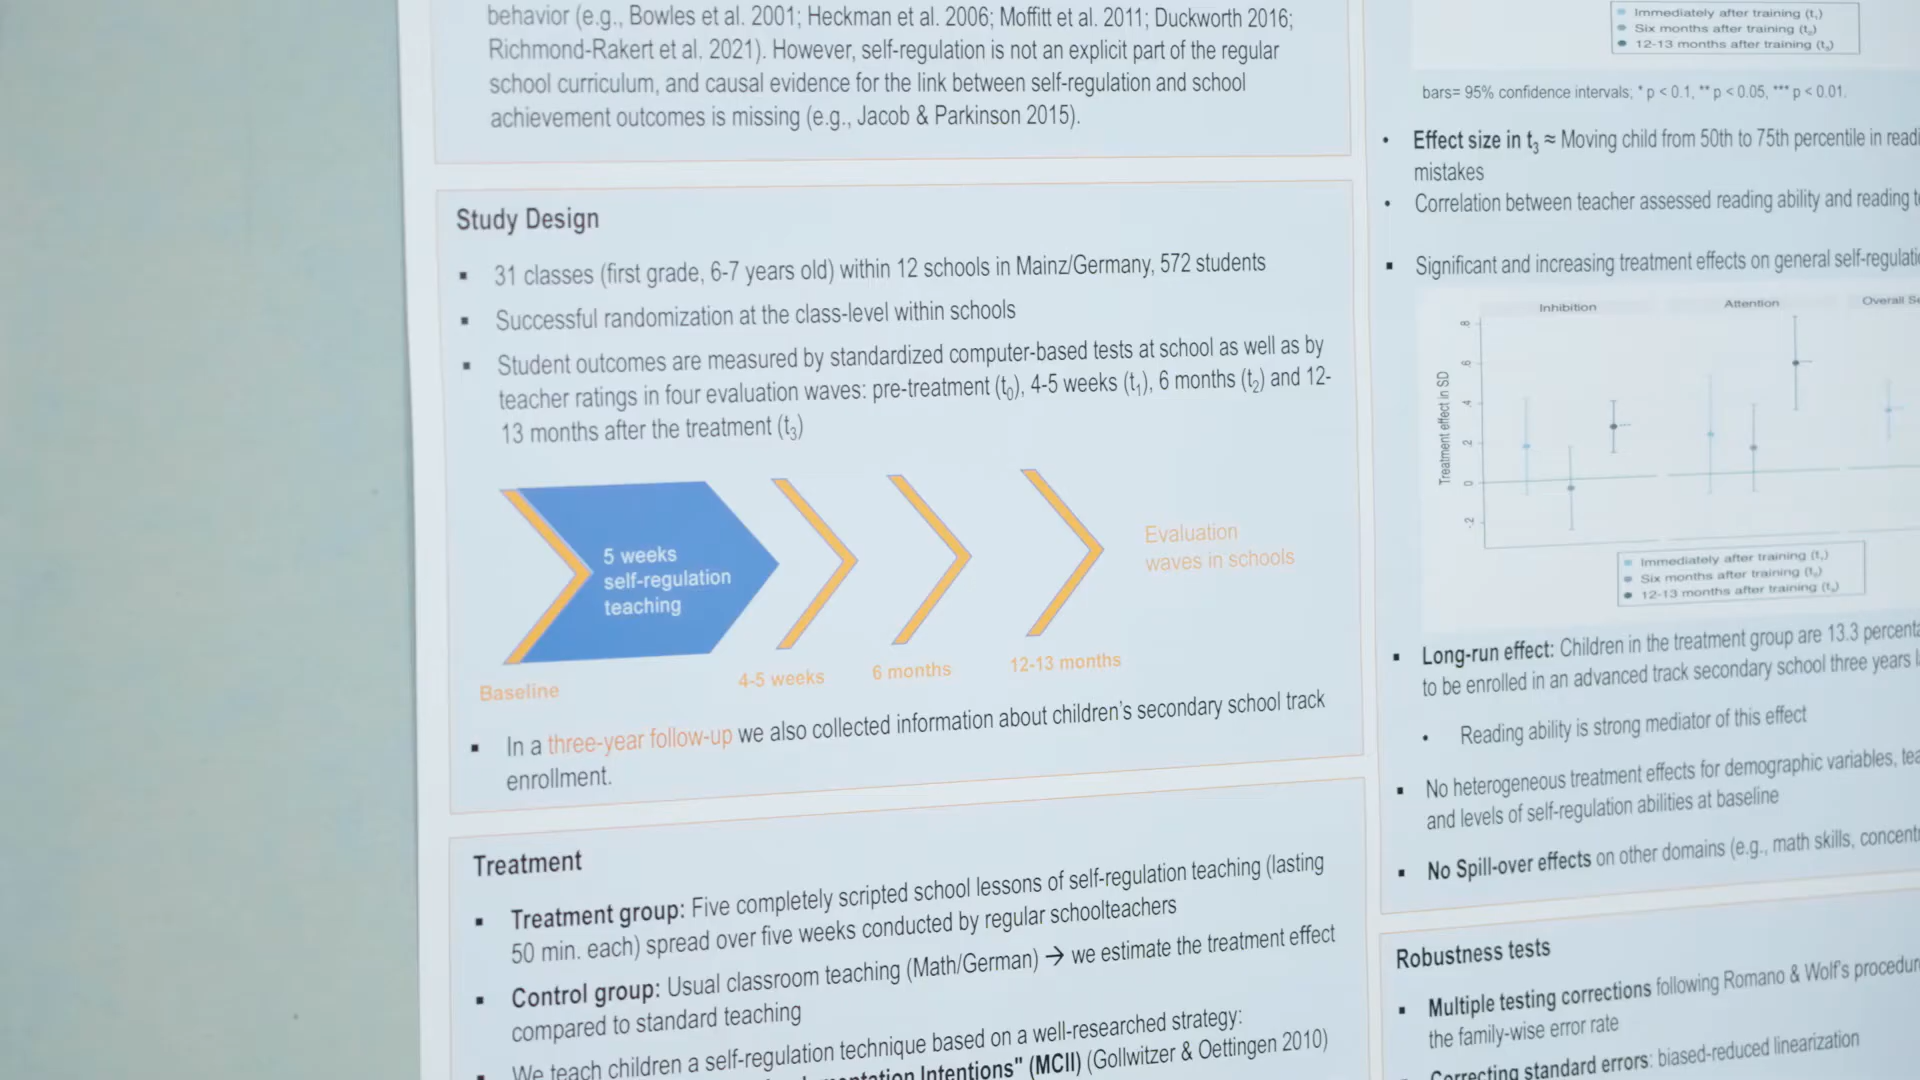 behavior (e.g., Bowles et al. 2001; Heckman et al. 2006; Moffitt et al. 2011; Duckworth 2016;
Richmond-Rakert et al. 2021). However, self-regulation is not an explicit part of the regular
school curriculum, and causal evidence for the link between self-regulation and school
achievement outcomes is missing (e.g., Jacob & Parkinson 2015).
Study Design
▪ 31 classes (first grade, 6-7 years old) within 12 schools in Mainz/Germany, 572 students
▪ Successful randomization at the class-level within schools
▪ Student outcomes are measured by standardized computer-based tests at school as well as by
teacher ratings in four evaluation waves: pre-treatment (t0), 4-5 weeks (t1), 6 months (t2) and 12-
13 months after the treatment (t3)
5 weeks
self-regulation
teaching
Evaluation
waves in schools
Baseline
4-5 weeks
6 months
12-13 months
▪ In a three-year follow-up we also collected information about children's secondary school track
enrollment.
Treatment
▪ Treatment group: Five completely scripted school lessons of self-regulation teaching (lasting
50 min. each) spread over five weeks conducted by regular schoolteachers
▪ Control group: Usual classroom teaching (Math/German) → we estimate the treatment effect
compared to standard teaching
▪ We teach children a self-regulation technique based on a well-researched strategy:
Intentions" (MCII) (Gollwitzer & Oettingen 2010)
Immediately after training (t1)
Six months after training (t2)
12-13 months after training (t3)
bars= 95% confidence intervals; * p < 0.1, ** p < 0.05, *** p < 0.01.
• Effect size in t3 ≈ Moving child from 50th to 75th percentile in readi
mistakes
• Correlation between teacher assessed reading ability and reading t
▪ Significant and increasing treatment effects on general self-regulati
Inhibition
Attention
Overall Se
Treatment effect in SD
.8
.6
.4
.2
0
-.2
Immediately after training (t1)
Six months after training (t2)
12-13 months after training (t3)
▪ Long-run effect: Children in the treatment group are 13.3 percenta
to be enrolled in an advanced track secondary school three years l
• Reading ability is strong mediator of this effect
▪ No heterogeneous treatment effects for demographic variables, tea
and levels of self-regulation abilities at baseline
▪ No Spill-over effects on other domains (e.g., math skills, concent
Robustness tests
▪ Multiple testing corrections following Romano & Wolf's procedur
the family-wise error rate
▪ Correcting standard errors: biased-reduced linearization